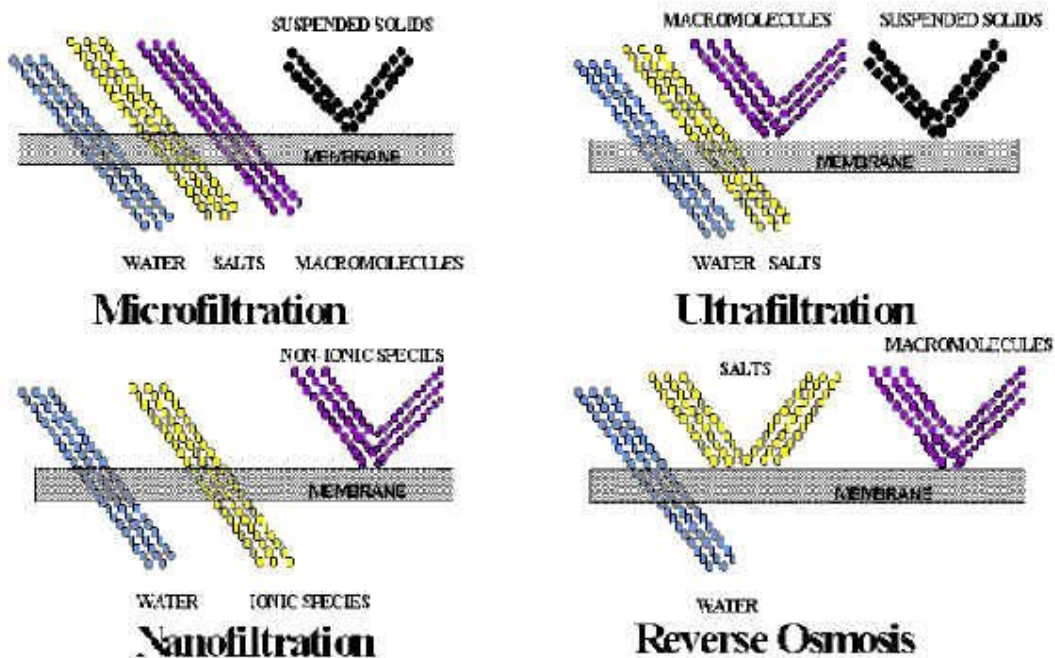 SUSPENDED SOLIDS
MEMBRANE
WATER SALTS MACROMOLECULES
Microfiltration
MACROMOLECULES SUSPENDED SOLIDS
MEMBRANE
WATER SALTS
Ultrafiltration
NON-IONIC SPECIES
MEMBRANE
WATER IONIC SPECIES
Nanofiltration
MACROMOLECULES
SALTS
MEMBRANE
WATER
Reverse Osmosis